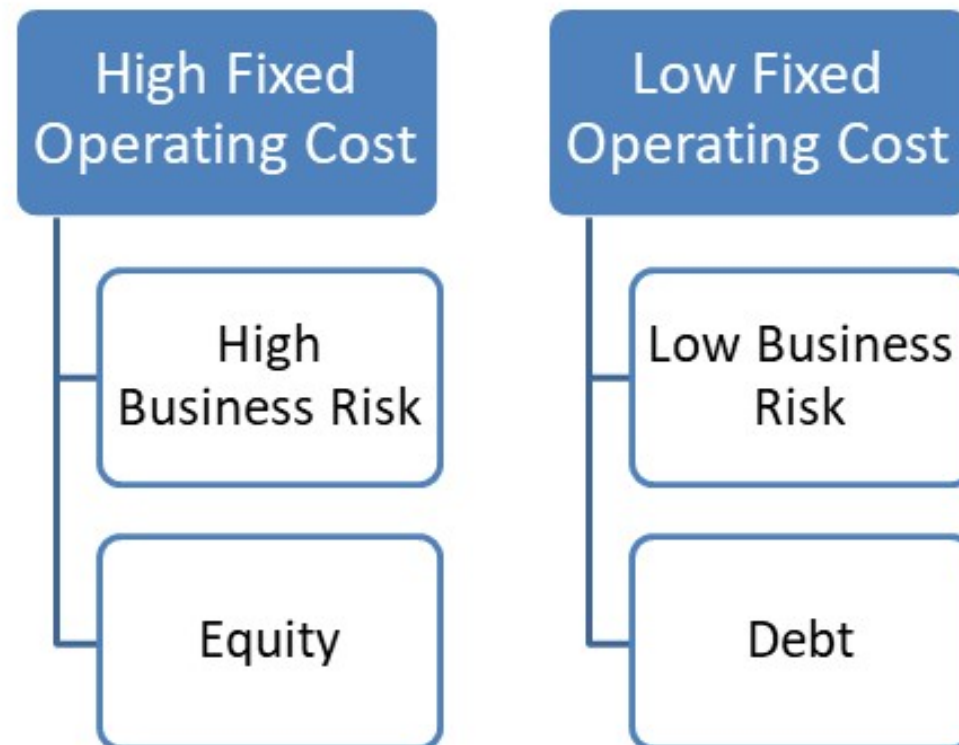 High Fixed
Operating Cost
High
Business Risk
Equity
Low Fixed
Operating Cost
Low Business
Risk
Debt